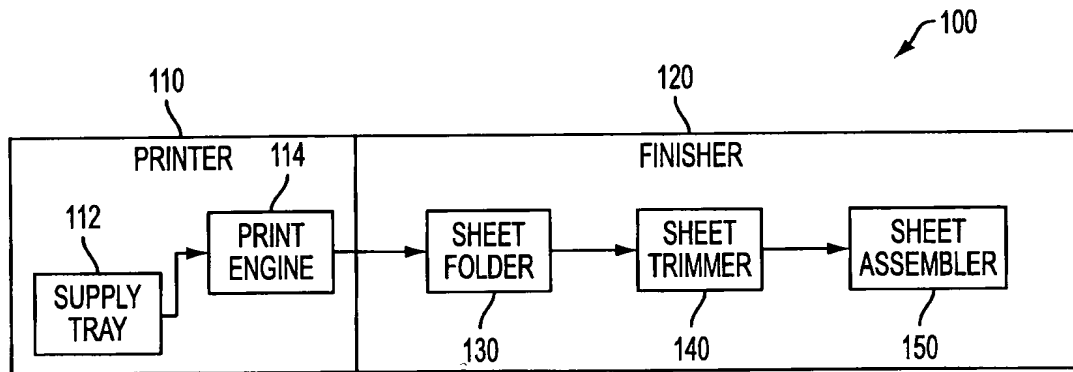 100
110
120
PRINTER
FINISHER
114
112
PRINT
ENGINE
SHEET
FOLDER
SHEET
TRIMMER
SHEET
ASSEMBLER
SUPPLY
TRAY
130
140
150